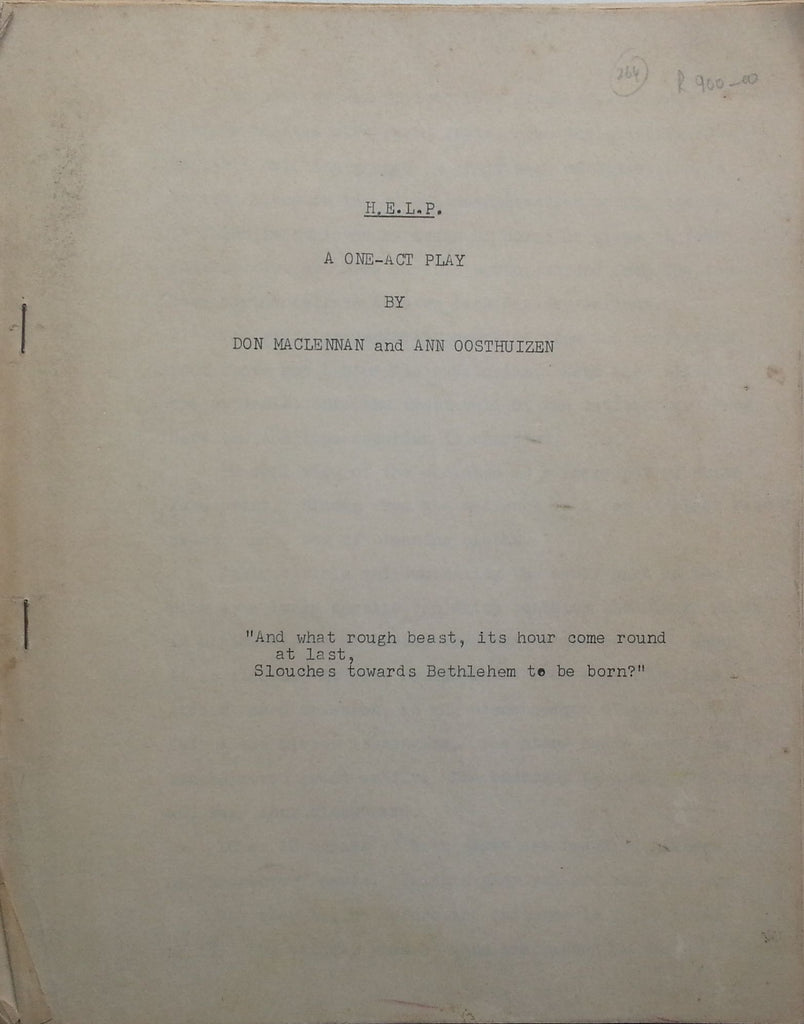 264 R 900-00
H.E.L.P.
A ONE-ACT PLAY
BY
DON MACLENNAN and ANN OOSTHUIZEN
"And what rough beast, its hour come round
at last,
Slouches towards Bethlehem to be born?"